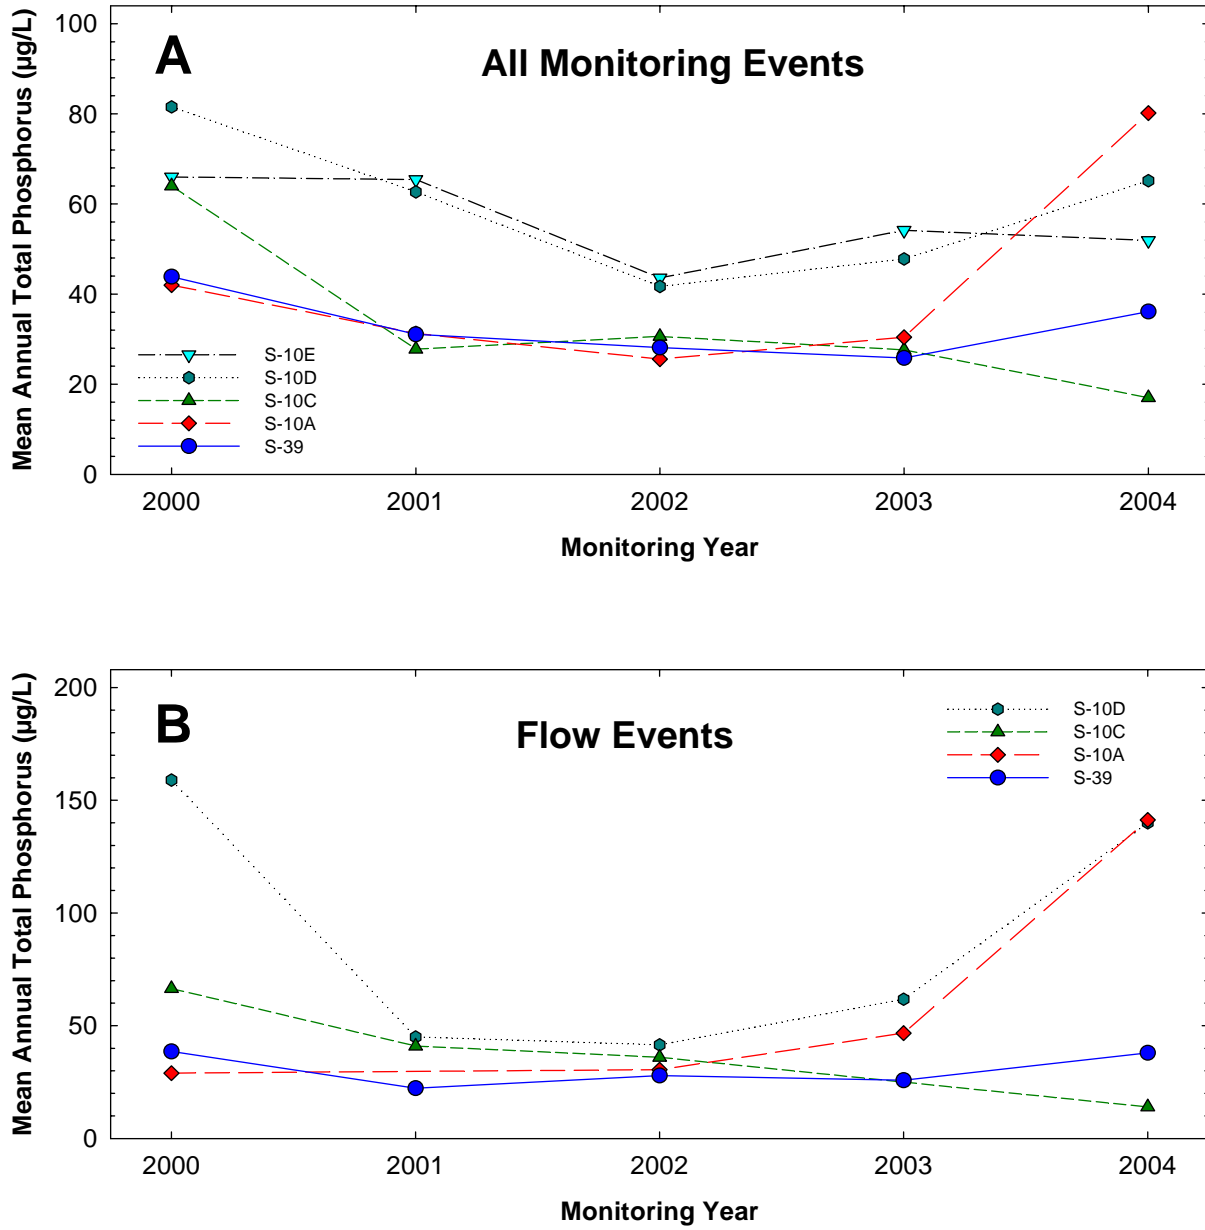 A
All Monitoring Events
Mean Annual Total Phosphorus (µg/L)
100
80
60
40
20
0
S-10E
S-10D
S-10C
S-10A
S-39
2000 2001 2002 2003 2004
Monitoring Year
B
Flow Events
Mean Annual Total Phosphorus (µg/L)
200
150
100
50
0
S-10D
S-10C
S-10A
S-39
2000 2001 2002 2003 2004
Monitoring Year